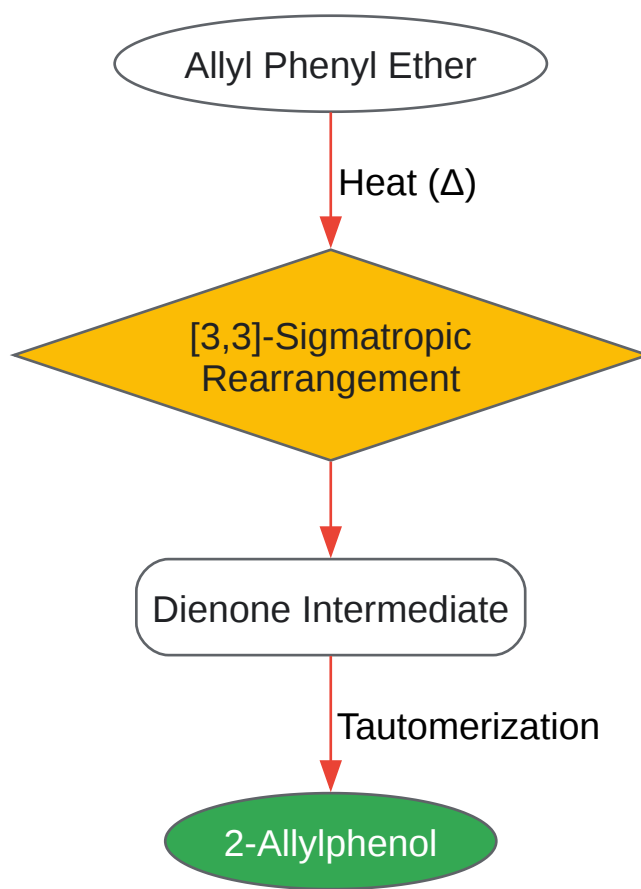 Allyl Phenyl Ether
Heat (Δ)
[3,3]-Sigmatropic
Rearrangement
Dienone Intermediate
Tautomerization
2-Allylphenol